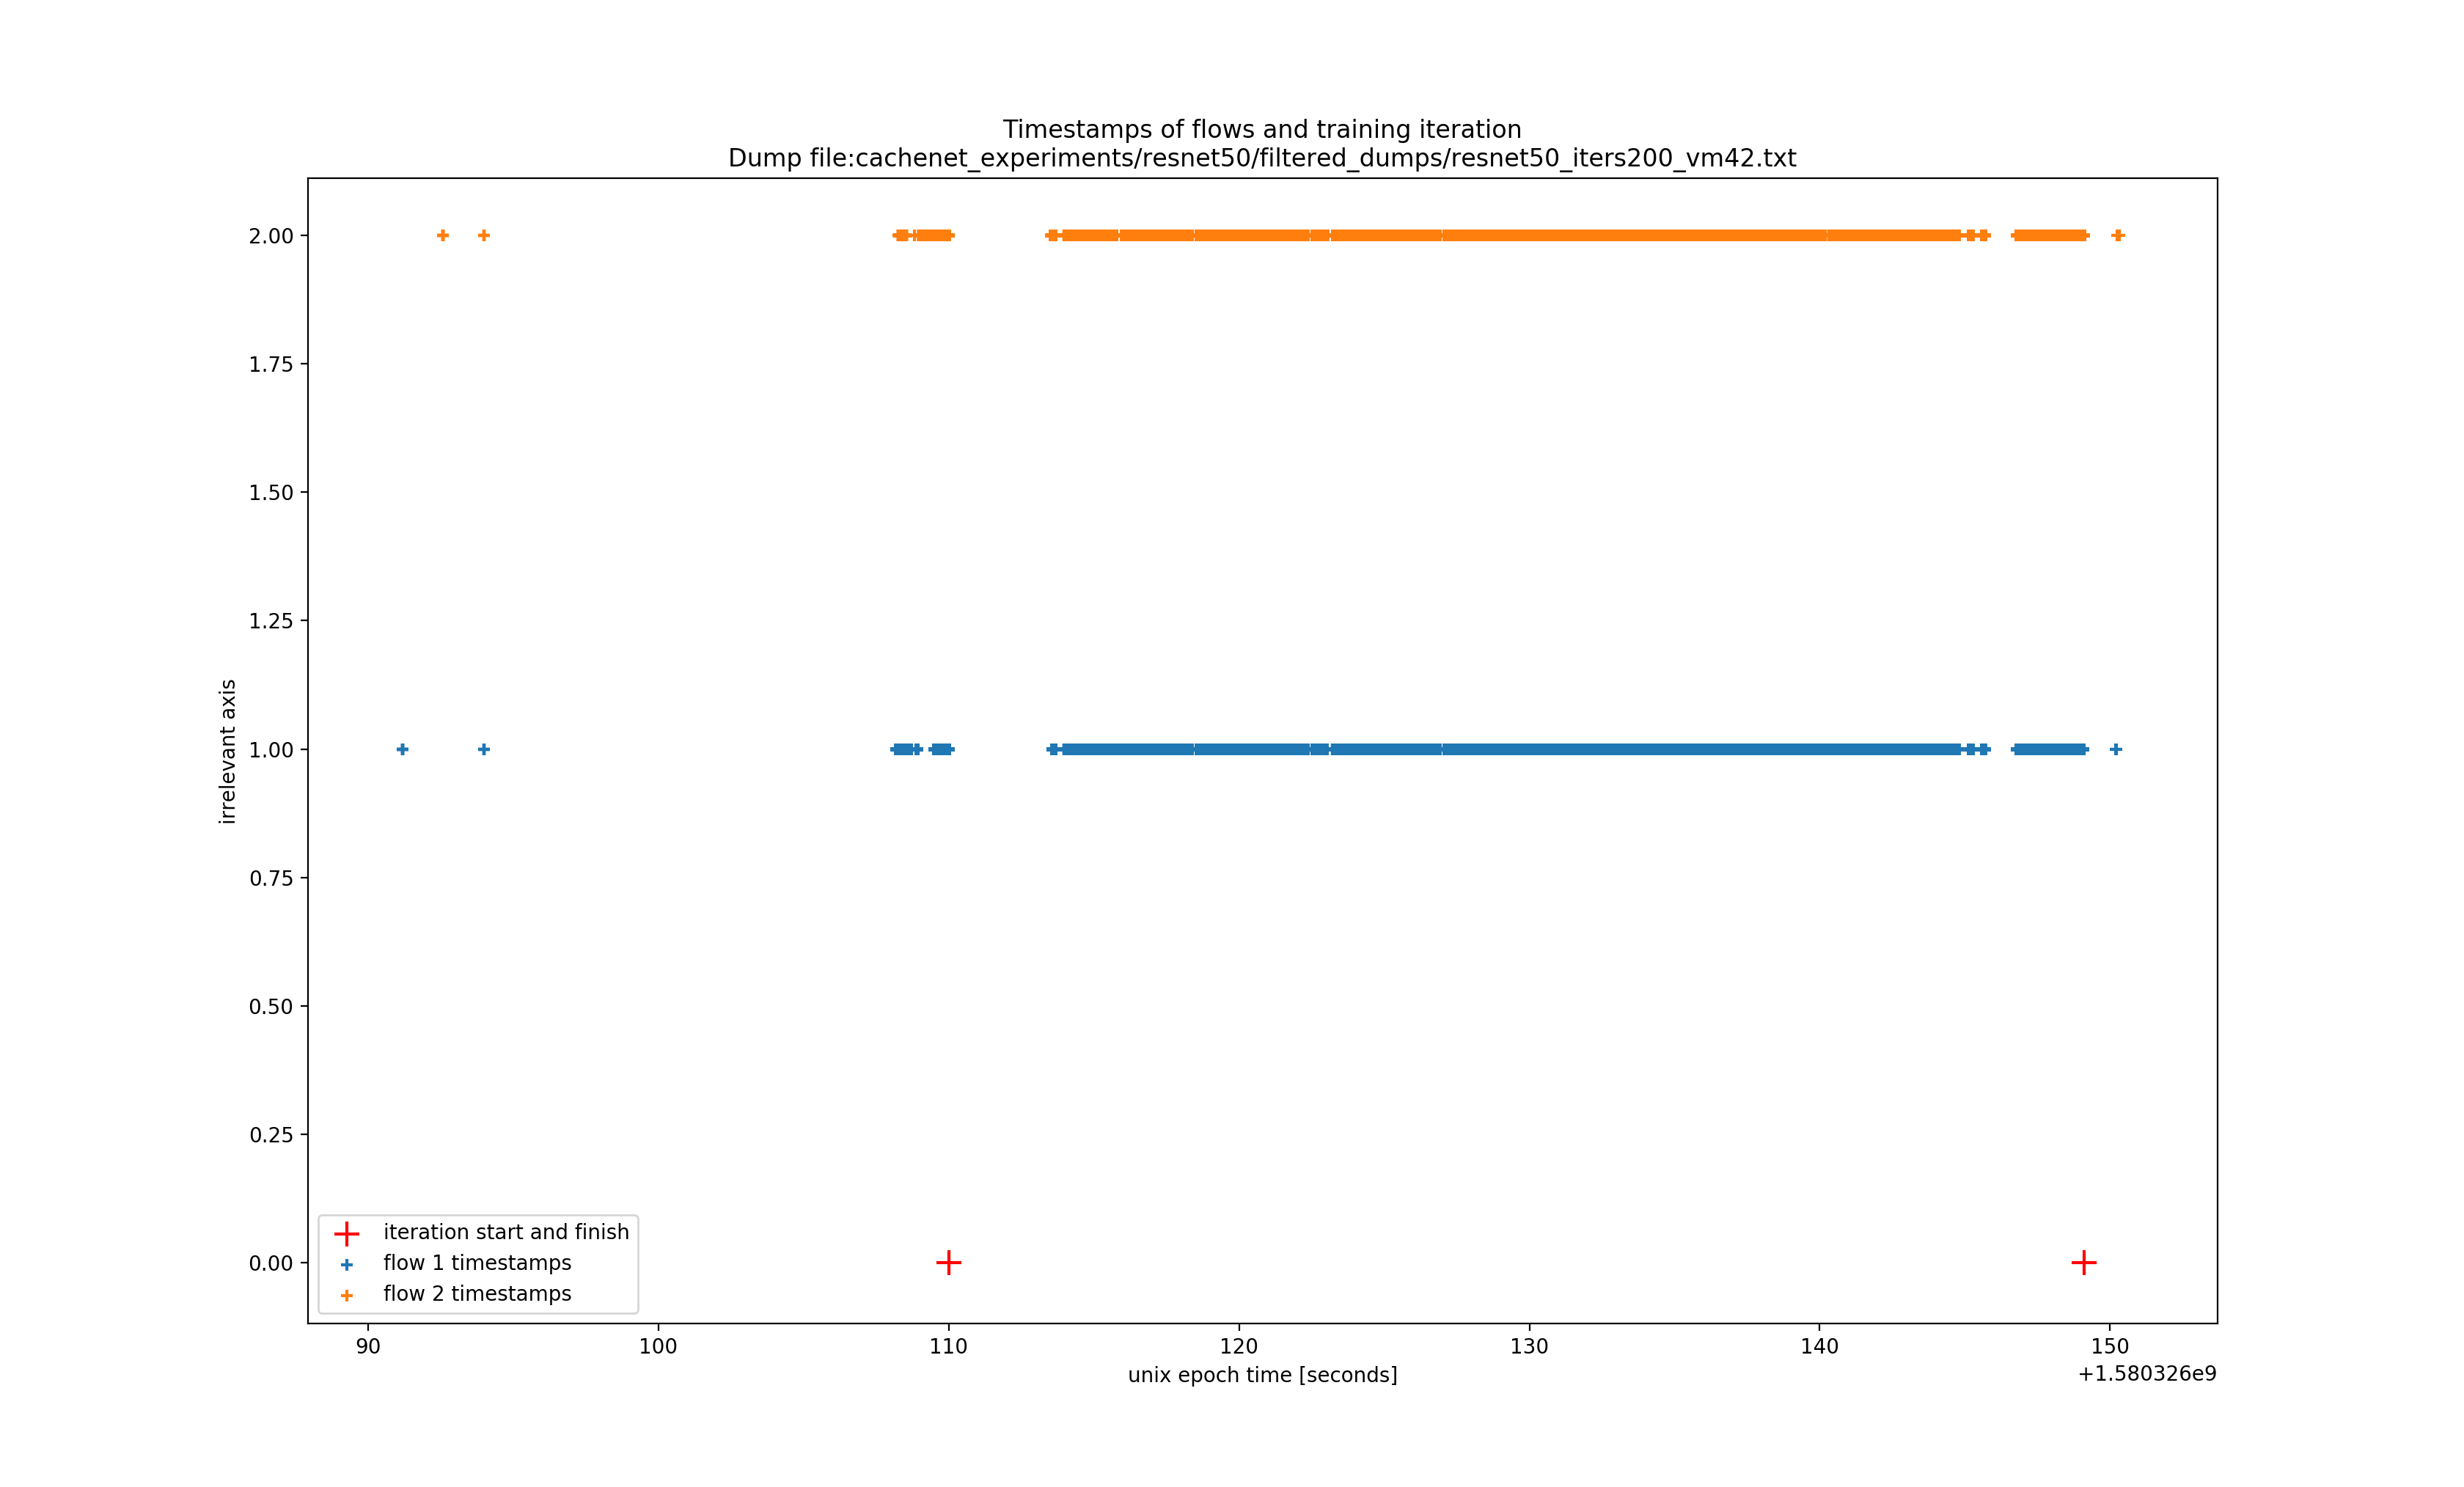 Timestamps of flows and training iteration
Dump file:cachenet_experiments/resnet50/filtered_dumps/resnet50_iters200_vm42.txt
2.00
1.75
1.50
1.25
1.00
0.75
0.50
0.25
0.00
irrelevant axis
iteration start and finish
flow 1 timestamps
flow 2 timestamps
90 100 110 120 130 140 150
unix epoch time [seconds]
+1.580326e9